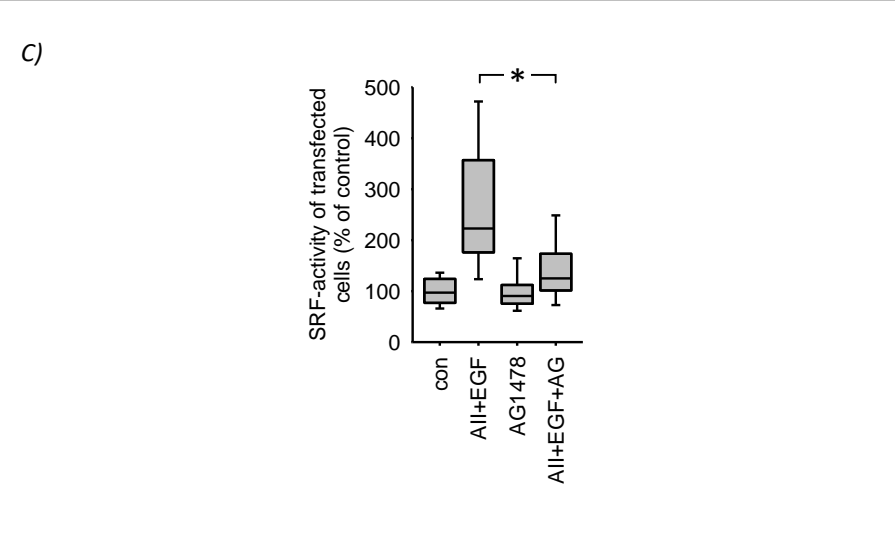 C)
*
500
400
300
200
100
0
SRF-activity of transfected
cells (% of control)
con
AII+EGF
AG1478
AII+EGF+AG